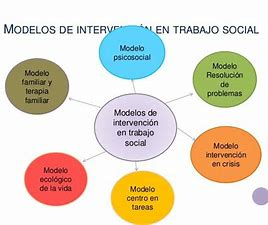 MODELOS DE INTERVENCIÓN EN TRABAJO SOCIAL
Modelo
psicosocial
Modelo
familiar y
terapia
familiar
Modelo
Resolución
de
problemas
Modelos de
intervención
en trabajo
social
Modelo
ecológico
de la vida
Modelo
intervención
en crisis
Modelo
centro en
tareas